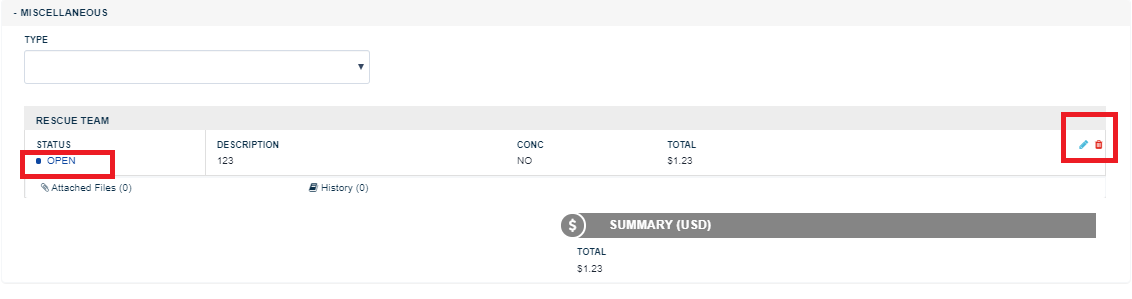 - MISCELLANEOUS
TYPE
RESCUE TEAM
STATUS DESCRIPTION CONC TOTAL
OPEN 123 NO $1.23
Attached Files (0) History (0)
$ SUMMARY (USD)
TOTAL
$1.23